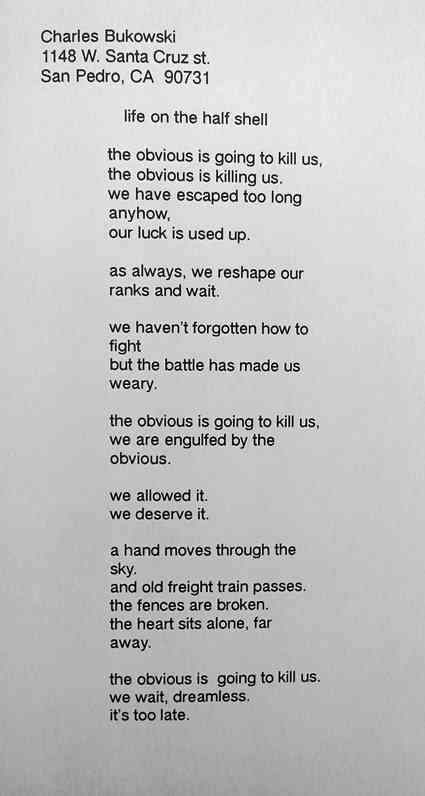 Charles Bukowski
1148 W. Santa Cruz st.
San Pedro, CA  90731
life on the half shell
the obvious is going to kill us,
the obvious is killing us.
we have escaped too long
anyhow,
our luck is used up.
as always, we reshape our
ranks and wait.
we haven't forgotten how to
fight
but the battle has made us
weary.
the obvious is going to kill us,
we are engulfed by the
obvious.
we allowed it.
we deserve it.
a hand moves through the
sky.
and old freight train passes.
the fences are broken.
the heart sits alone, far
away.
the obvious is  going to kill us.
we wait, dreamless.
it's too late.